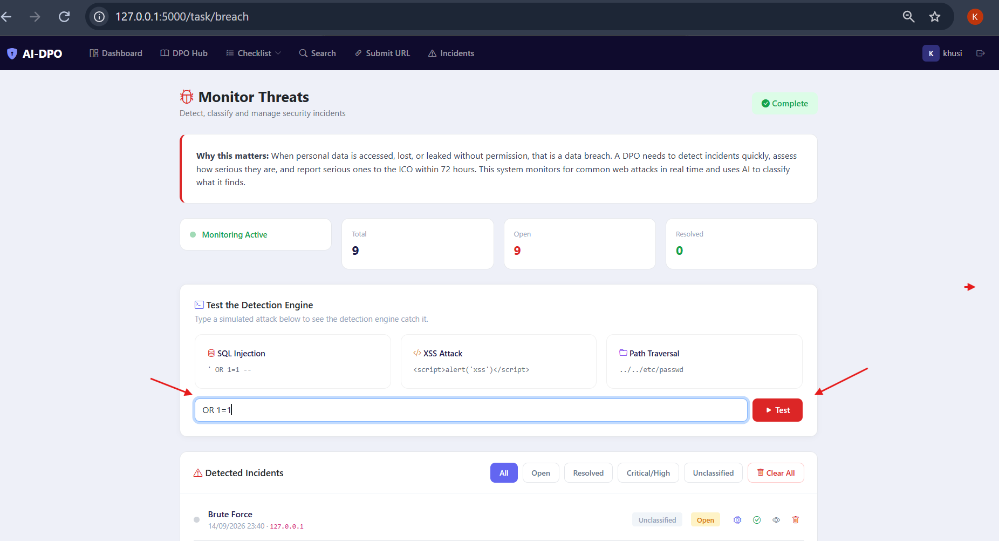 127.0.0.1:5000/task/breach
K
AI-DPO
Dashboard
DPO Hub
Checklist
Search
Submit URL
Incidents
K
khusi
Monitor Threats
Detect, classify and manage security incidents
Complete
Why this matters: When personal data is accessed, lost, or leaked without permission, that is a data breach. A DPO needs to detect incidents quickly, assess
how serious they are, and report serious ones to the ICO within 72 hours. This system monitors for common web attacks in real time and uses AI to classify
what it finds.
Monitoring Active
Total
9
Open
9
Resolved
0
Test the Detection Engine
Type a simulated attack below to see the detection engine catch it.
SQL Injection
' OR 1=1 --
XSS Attack
<script>alert('xss')</script>
Path Traversal
../../etc/passwd
OR 1=1
Test
Detected Incidents
All
Open
Resolved
Critical/High
Unclassified
Clear All
Brute Force
14/09/2026 23:40 · 127.0.0.1
Unclassified
Open